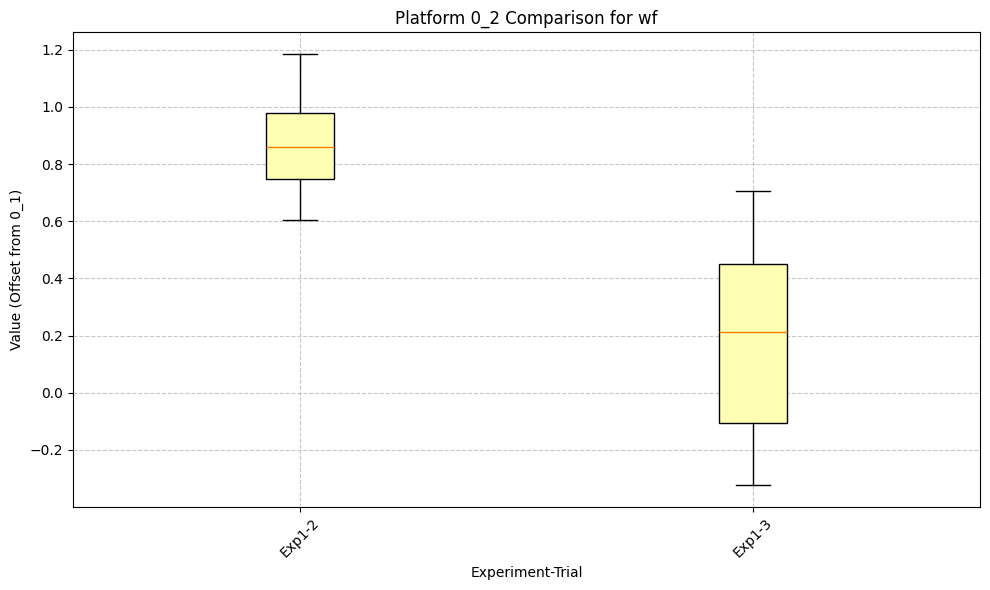 Platform 0_2 Comparison for wf
Value (Offset from 0_1)
1.2
1.0
0.8
0.6
0.4
0.2
0.0
−0.2
Exp1-2
Exp1-3
Experiment-Trial